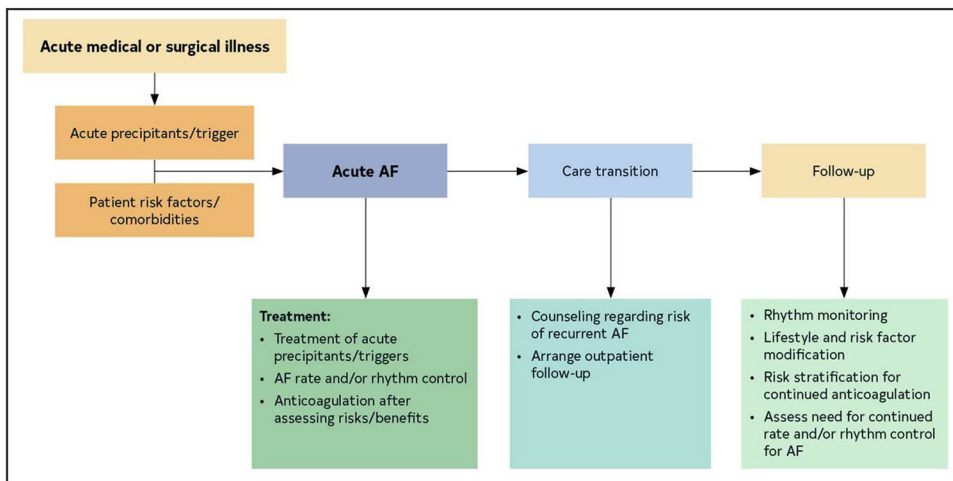 Acute medical or surgical illness
Acute precipitants/trigger
Patient risk factors/
comorbidities
Acute AF
Care transition
Follow-up
Treatment:
• Treatment of acute
precipitants/triggers
• AF rate and/or rhythm control
• Anticoagulation after
assessing risks/benefits
• Counseling regarding risk
of recurrent AF
• Arrange outpatient
follow-up
• Rhythm monitoring
• Lifestyle and risk factor
modification
• Risk stratification for
continued anticoagulation
• Assess need for continued
rate and/or rhythm control
for AF